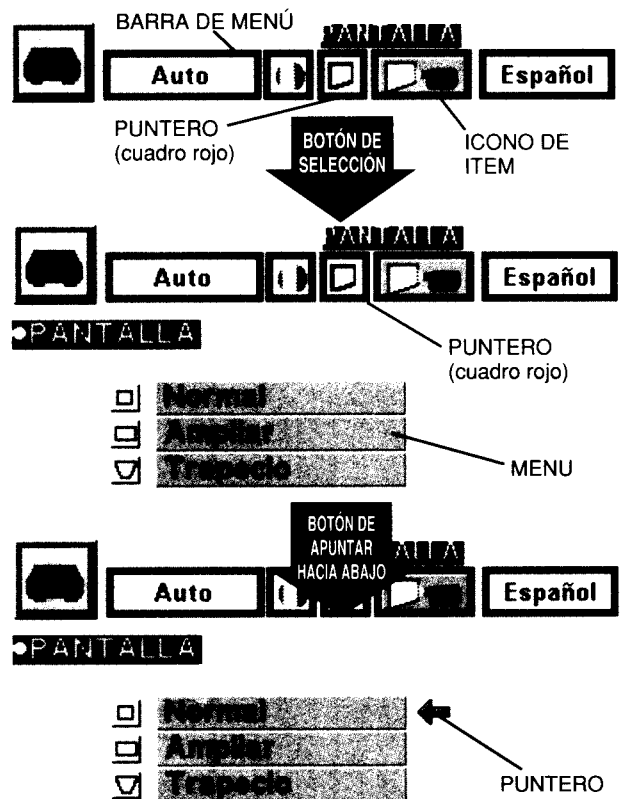 BARRA DE MENÚ
PANTALLA
Auto
Español
PUNTERO
(cuadro rojo)
BOTÓN DE
SELECCIÓN
ICONO DE
ITEM
PANTALLA
Auto
Español
PANTALLA
PUNTERO
(cuadro rojo)
Normal
Ampliar
Trapecio
MENU
BOTÓN DE
APUNTAR
HACIA ABAJO
ALLA
Auto
Español
PANTALLA
Normal
Ampliar
Trapecio
PUNTERO